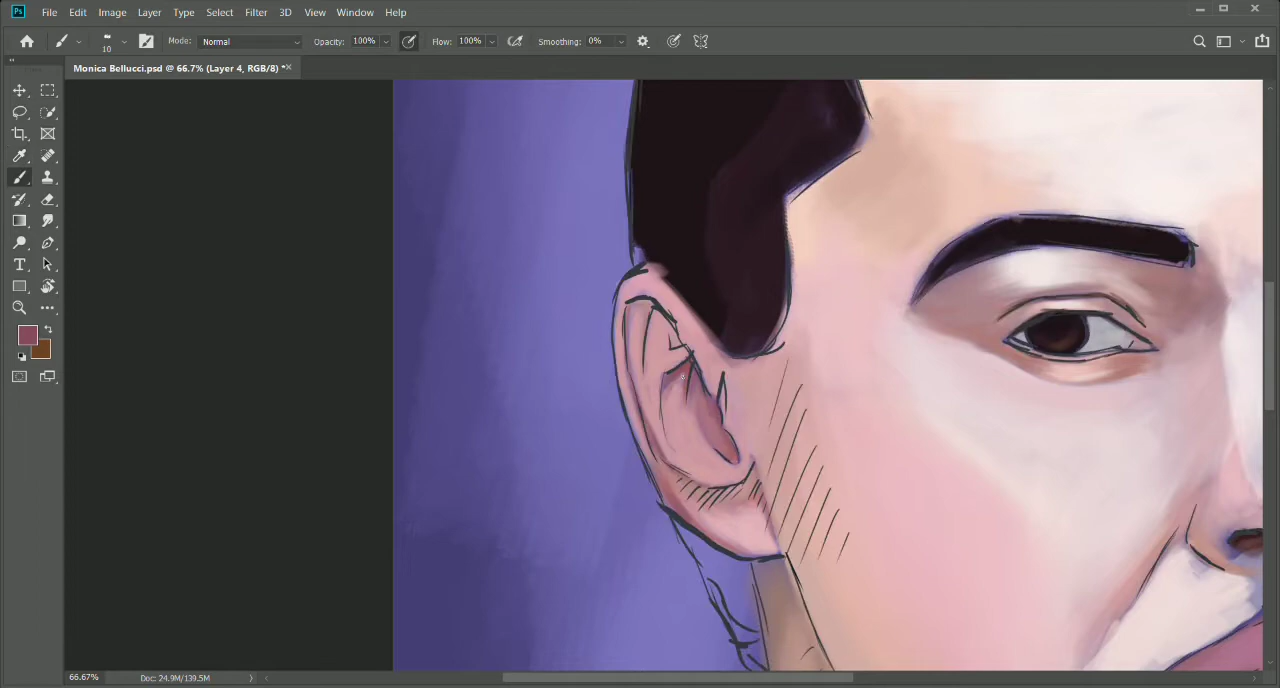 Ps File Edit Image Layer Type Select Filter 3D View Window Help
10 Mode: Normal Opacity: 100% Flow: 100% Smoothing: 0%
Monica Bellucci.psd @ 66.7% (Layer 4, RGB/8) *
66.67% Doc: 24.9M/139.5M